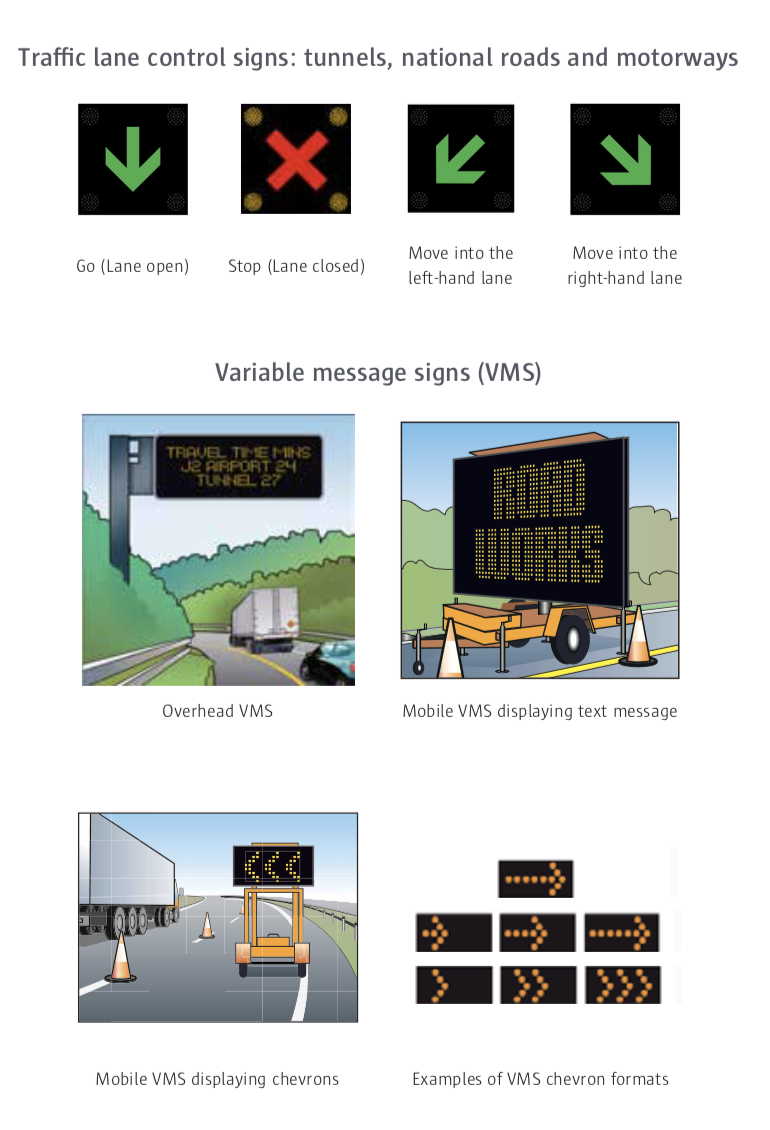 Traffic lane control signs: tunnels, national roads and motorways
Go (Lane open)
Stop (Lane closed)
Move into the
left-hand lane
Move into the
right-hand lane
Variable message signs (VMS)
TRAVEL TIME MINS
J2 AIRPORT 24
TUNNEL 27
ROAD
WORKS
Overhead VMS
Mobile VMS displaying text message
Mobile VMS displaying chevrons
Examples of VMS chevron formats